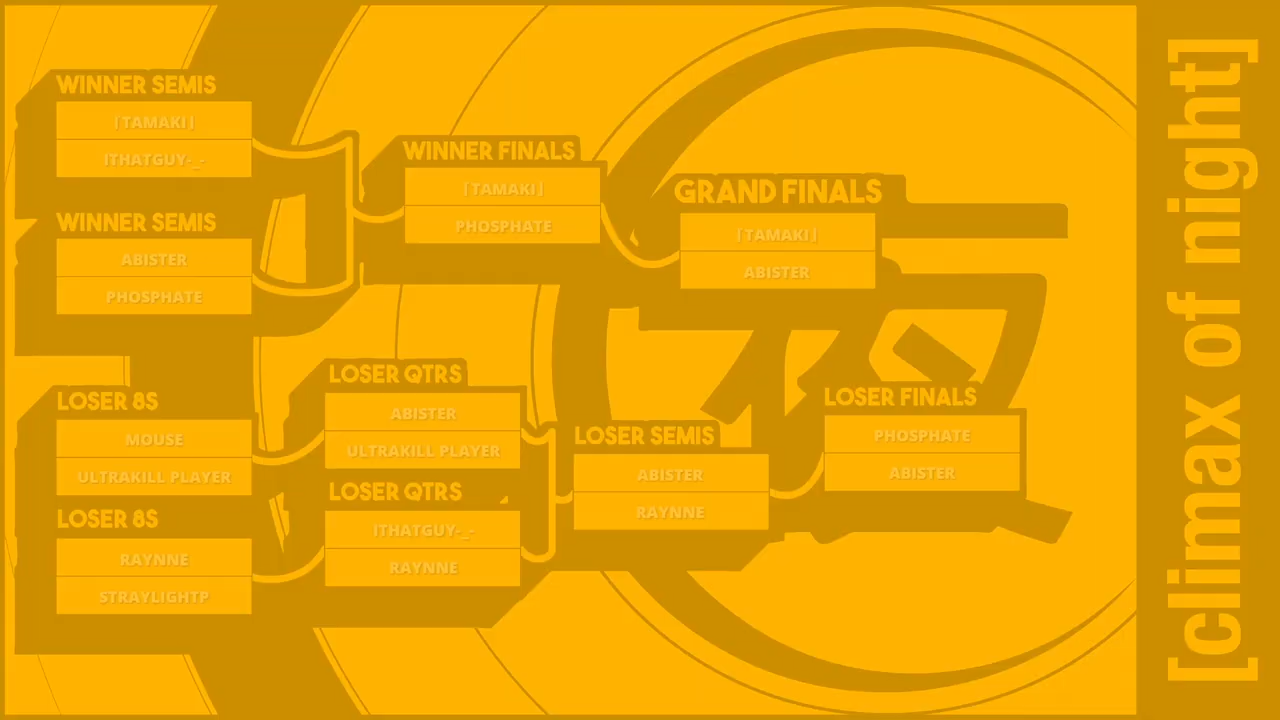 WINNER SEMIS
[TAMAKI]
ITHATGUY-_-
WINNER SEMIS
ABISTER
PHOSPHATE
WINNER FINALS
[TAMAKI]
PHOSPHATE
GRAND FINALS
[TAMAKI]
ABISTER
LOSER 8S
MOUSE
ULTRAKILL PLAYER
LOSER 8S
RAYNNE
STRAYLIGHTP
LOSER QTRS
ABISTER
ULTRAKILL PLAYER
LOSER QTRS
ITHATGUY-_-
RAYNNE
LOSER SEMIS
ABISTER
RAYNNE
LOSER FINALS
PHOSPHATE
ABISTER
[climax of night]